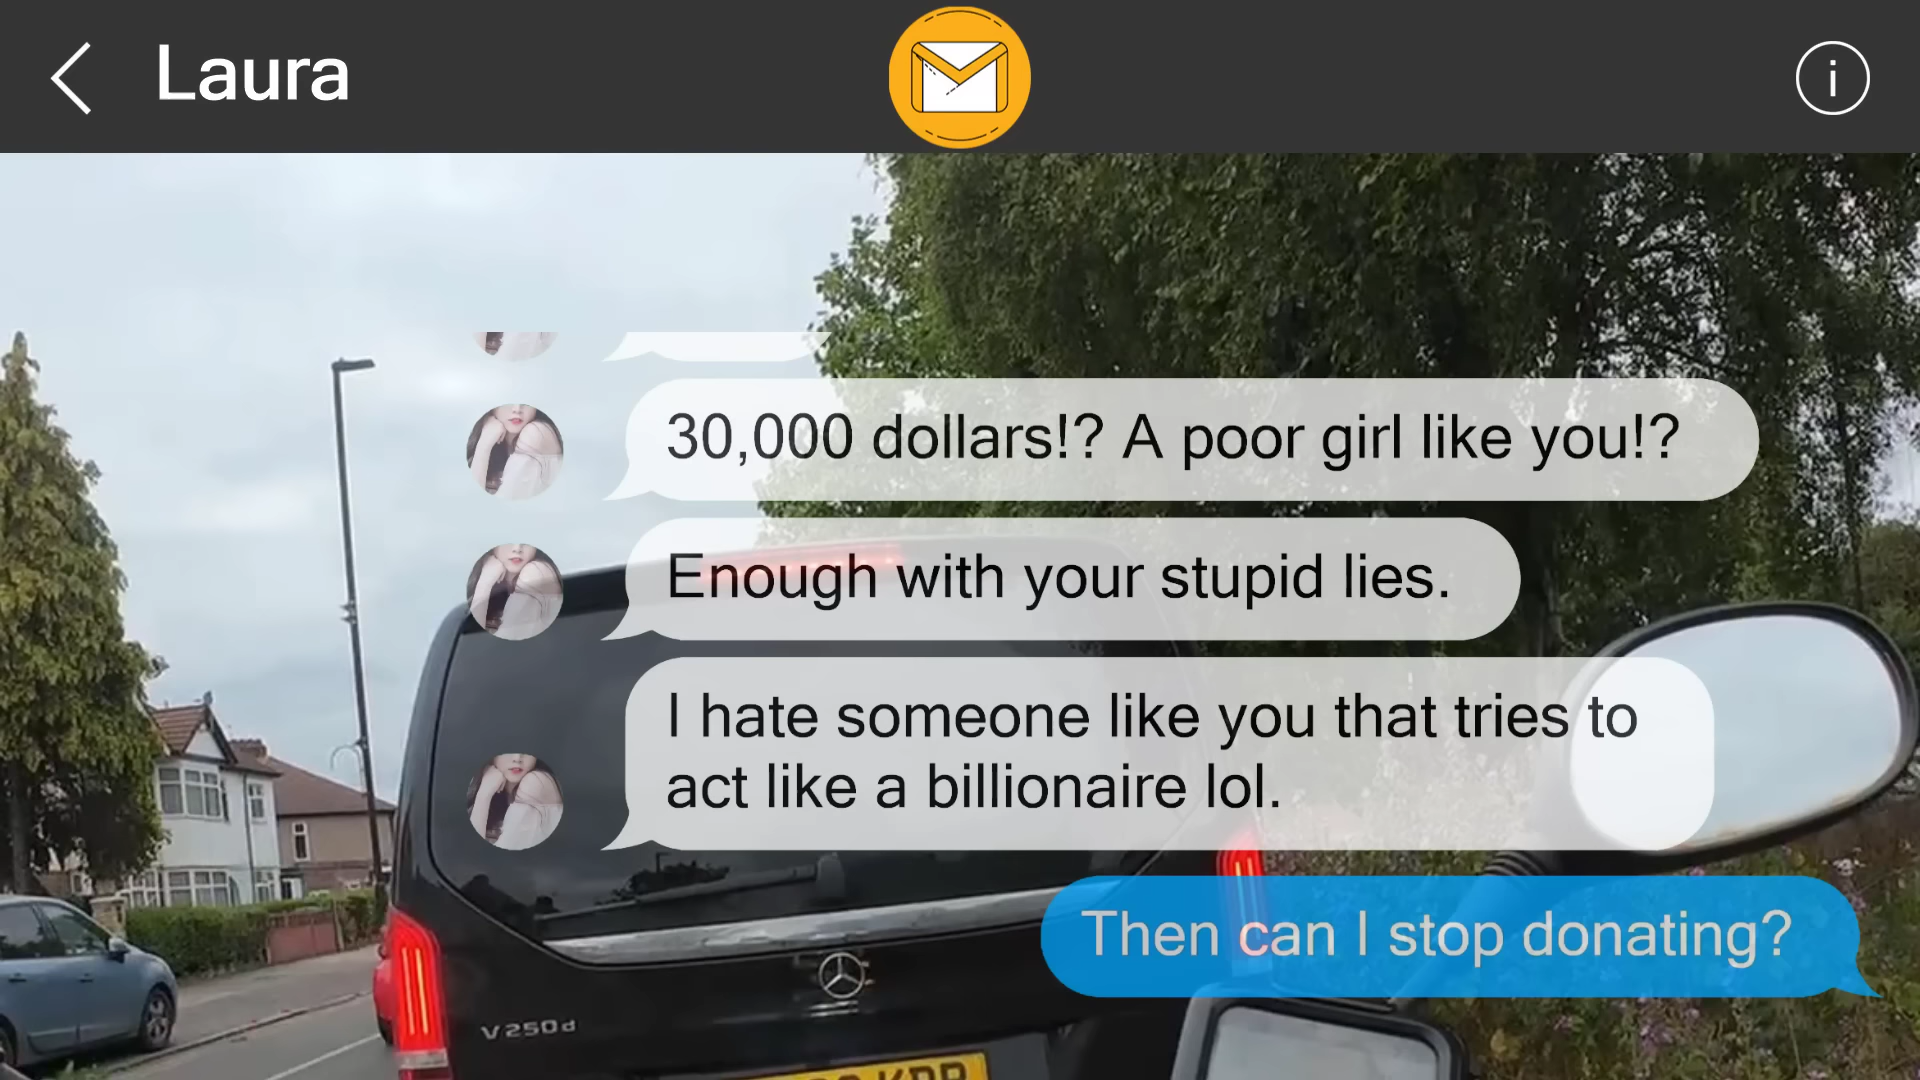 Laura
i
30,000 dollars!? A poor girl like you!?
Enough with your stupid lies.
I hate someone like you that tries to
act like a billionaire lol.
Then can I stop donating?
V250d